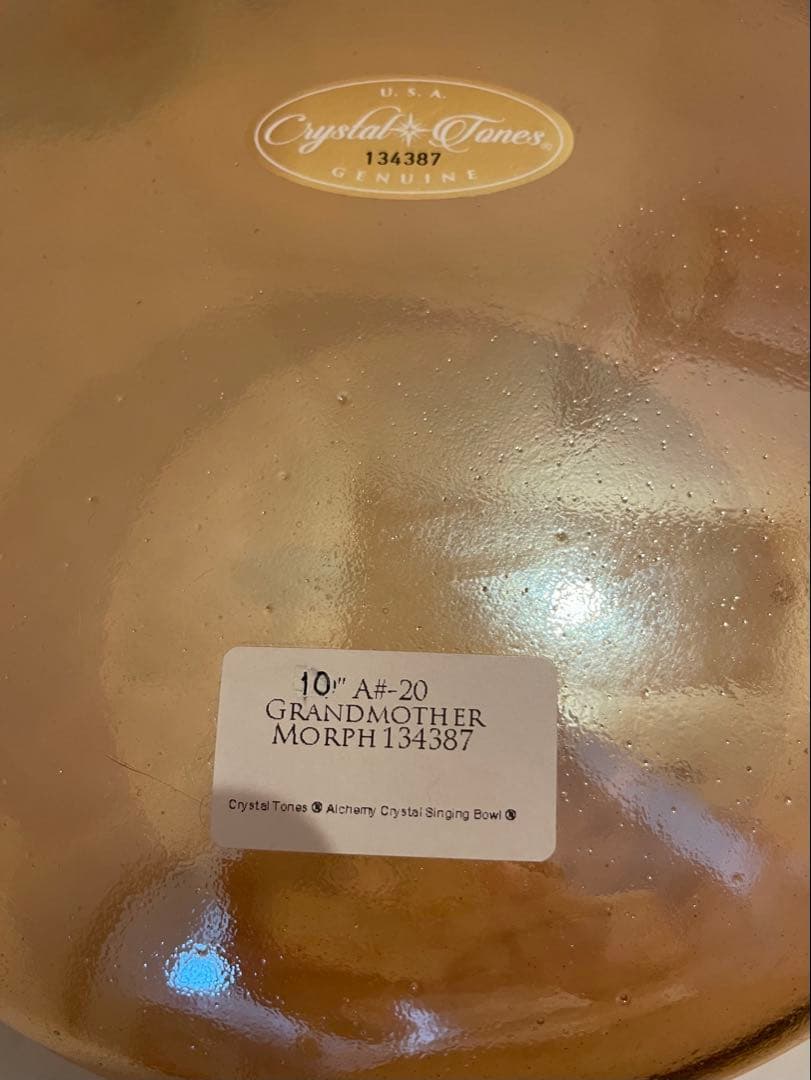 U. S. A.
Crystal Tones®
134387
GENUINE
10" A#-20
GRANDMOTHER
MORPH 134387
Crystal Tones ® Alchemy Crystal Singing Bowl ®